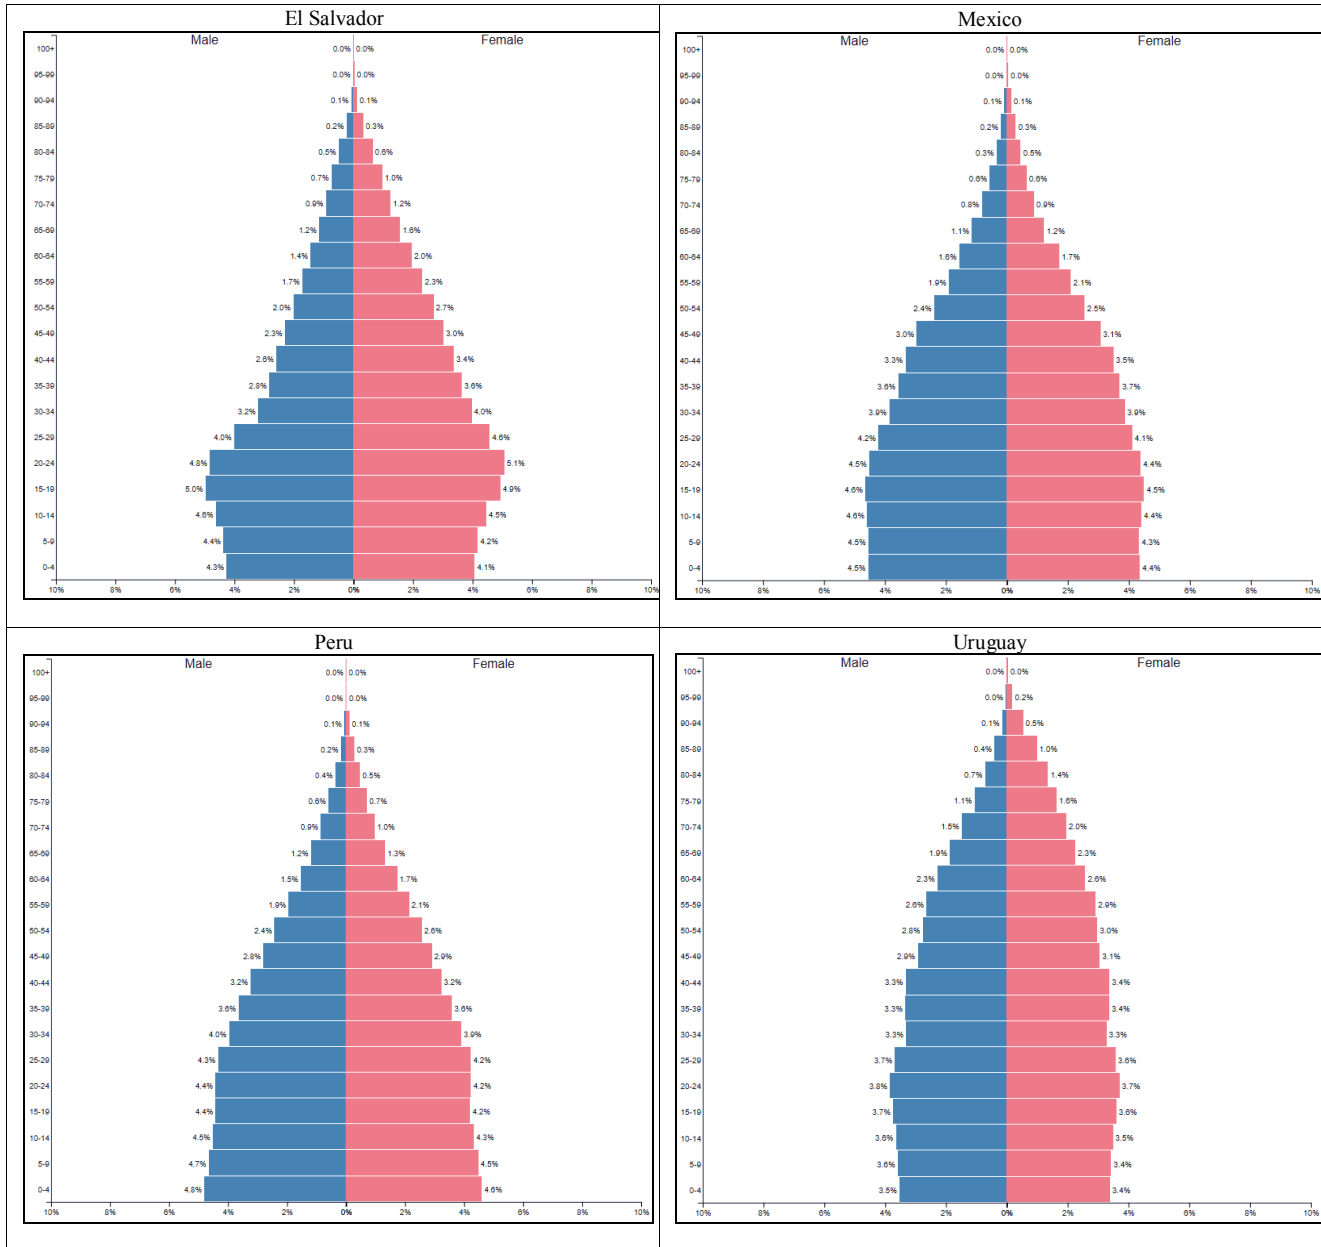 El Salvador
Male Female
100+ 0.0% 0.0%
95-99 0.0% 0.0%
90-94 0.1% 0.1%
85-89 0.2% 0.3%
80-84 0.5% 0.6%
75-79 0.7% 1.0%
70-74 0.9% 1.2%
65-69 1.2% 1.6%
60-64 1.4% 2.0%
55-59 1.7% 2.3%
50-54 2.0% 2.7%
45-49 2.3% 3.0%
40-44 2.6% 3.4%
35-39 2.8% 3.6%
30-34 3.2% 4.0%
25-29 4.0% 4.6%
20-24 4.8% 5.1%
15-19 5.0% 4.9%
10-14 4.6% 4.5%
5-9 4.4% 4.2%
0-4 4.3% 4.1%
10% 8% 6% 4% 2% 0% 2% 4% 6% 8% 10%
Mexico
Male Female
100+ 0.0% 0.0%
95-99 0.0% 0.0%
90-94 0.1% 0.1%
85-89 0.2% 0.3%
80-84 0.3% 0.5%
75-79 0.6% 0.6%
70-74 0.8% 0.9%
65-69 1.1% 1.2%
60-64 1.6% 1.7%
55-59 1.9% 2.1%
50-54 2.4% 2.5%
45-49 3.0% 3.1%
40-44 3.3% 3.5%
35-39 3.6% 3.7%
30-34 3.9% 3.9%
25-29 4.2% 4.1%
20-24 4.5% 4.4%
15-19 4.6% 4.5%
10-14 4.6% 4.4%
5-9 4.5% 4.3%
0-4 4.5% 4.4%
10% 8% 6% 4% 2% 0% 2% 4% 6% 8% 10%
Peru
Male Female
100+ 0.0% 0.0%
95-99 0.0% 0.0%
90-94 0.1% 0.1%
85-89 0.2% 0.3%
80-84 0.4% 0.5%
75-79 0.6% 0.7%
70-74 0.9% 1.0%
65-69 1.2% 1.3%
60-64 1.5% 1.7%
55-59 1.9% 2.1%
50-54 2.4% 2.6%
45-49 2.8% 2.9%
40-44 3.2% 3.2%
35-39 3.6% 3.6%
30-34 4.0% 3.9%
25-29 4.3% 4.2%
20-24 4.4% 4.2%
15-19 4.4% 4.2%
10-14 4.5% 4.3%
5-9 4.7% 4.5%
0-4 4.8% 4.6%
10% 8% 6% 4% 2% 0% 2% 4% 6% 8% 10%
Uruguay
Male Female
100+ 0.0% 0.0%
95-99 0.0% 0.2%
90-94 0.1% 0.5%
85-89 0.4% 1.0%
80-84 0.7% 1.4%
75-79 1.1% 1.6%
70-74 1.5% 2.0%
65-69 1.9% 2.3%
60-64 2.3% 2.6%
55-59 2.6% 2.9%
50-54 2.8% 3.0%
45-49 2.9% 3.1%
40-44 3.3% 3.4%
35-39 3.3% 3.4%
30-34 3.3% 3.3%
25-29 3.7% 3.6%
20-24 3.8% 3.7%
15-19 3.7% 3.6%
10-14 3.6% 3.5%
5-9 3.6% 3.4%
0-4 3.5% 3.4%
10% 8% 6% 4% 2% 0% 2% 4% 6% 8% 10%